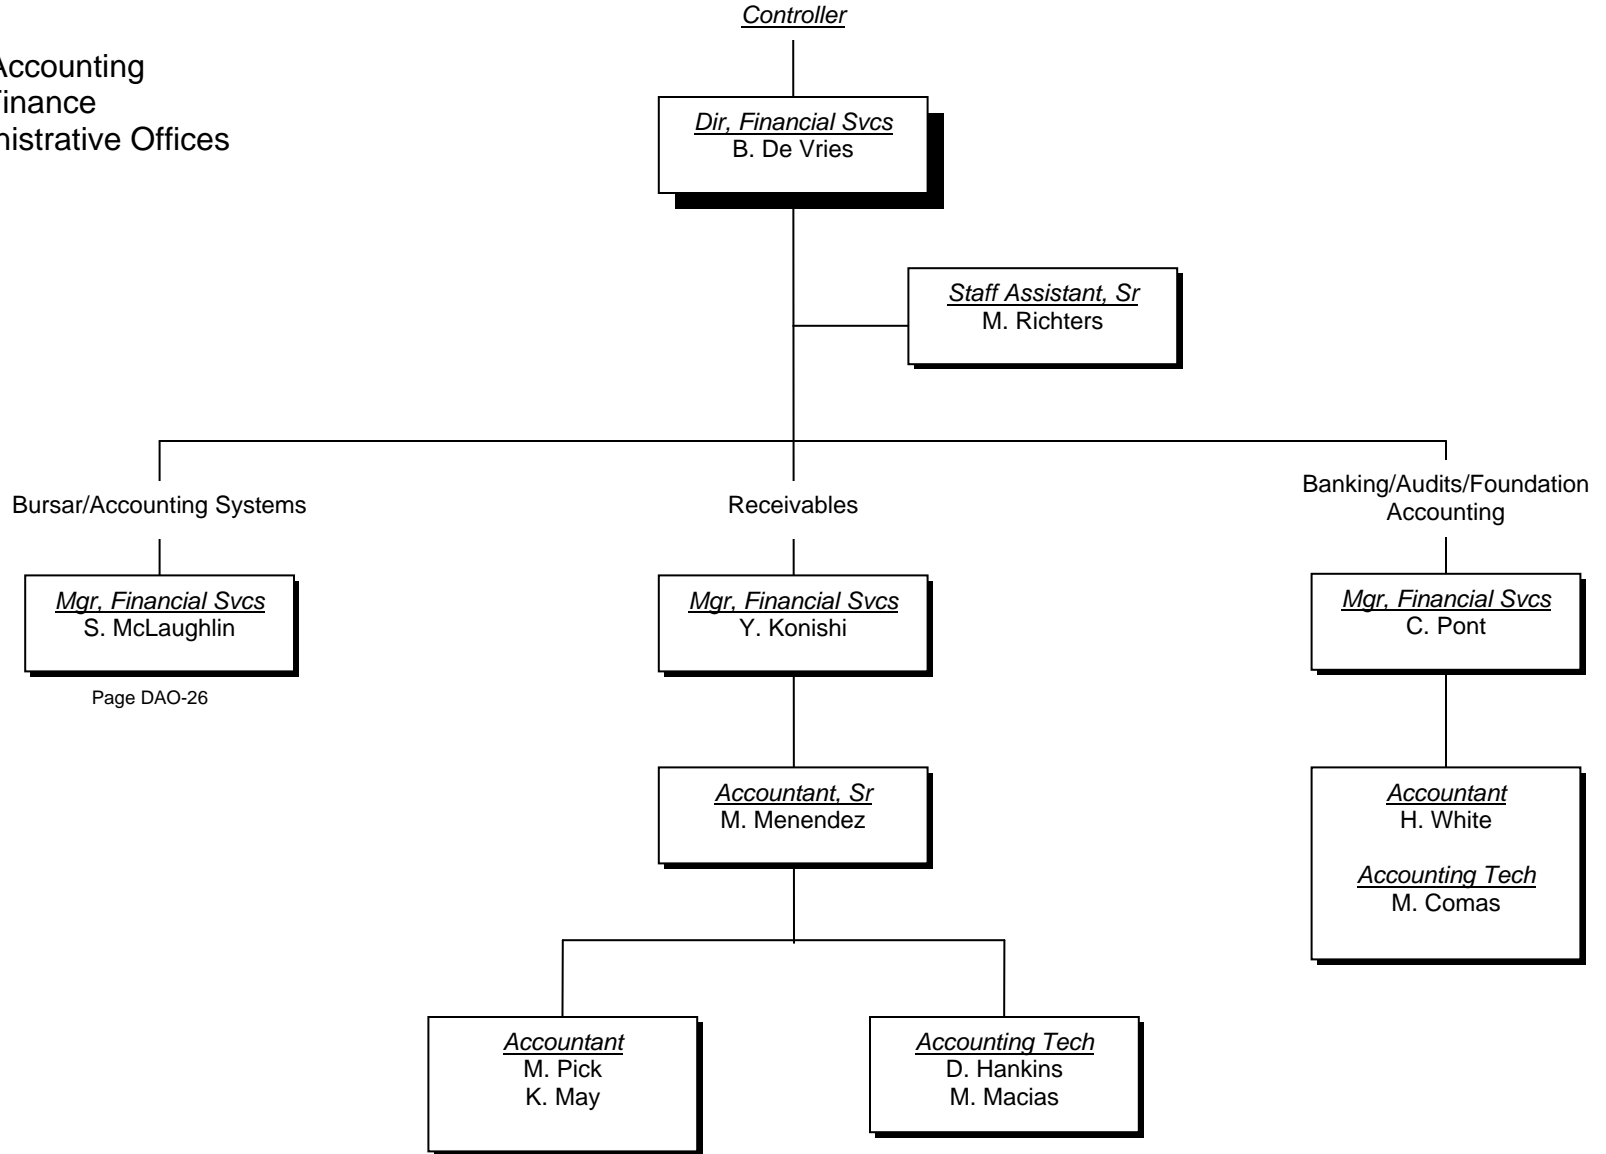 Controller
Accounting
Finance
nistrative Offices
Dir, Financial Svcs
B. De Vries
Staff Assistant, Sr
M. Richters
Bursar/Accounting Systems
Receivables
Banking/Audits/Foundation
Accounting
Mgr, Financial Svcs
S. McLaughlin
Page DAO-26
Mgr, Financial Svcs
Y. Konishi
Mgr, Financial Svcs
C. Pont
Accountant, Sr
M. Menendez
Accountant
H. White
Accounting Tech
M. Comas
Accountant
M. Pick
K. May
Accounting Tech
D. Hankins
M. Macias